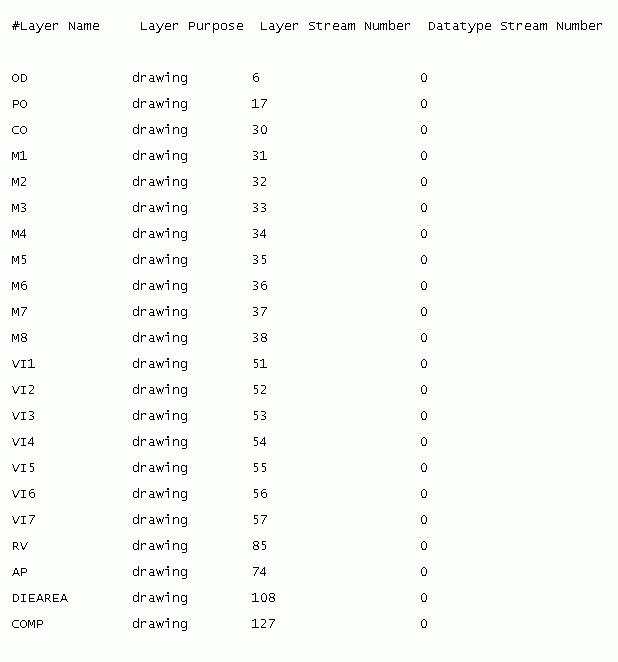 #Layer Name     Layer Purpose  Layer Stream Number  Datatype Stream Number
OD             drawing        6                    0
PO             drawing        17                   0
CO             drawing        30                   0
M1             drawing        31                   0
M2             drawing        32                   0
M3             drawing        33                   0
M4             drawing        34                   0
M5             drawing        35                   0
M6             drawing        36                   0
M7             drawing        37                   0
M8             drawing        38                   0
VI1            drawing        51                   0
VI2            drawing        52                   0
VI3            drawing        53                   0
VI4            drawing        54                   0
VI5            drawing        55                   0
VI6            drawing        56                   0
VI7            drawing        57                   0
RV             drawing        85                   0
AP             drawing        74                   0
DIEAREA        drawing        108                  0
COMP           drawing        127                  0